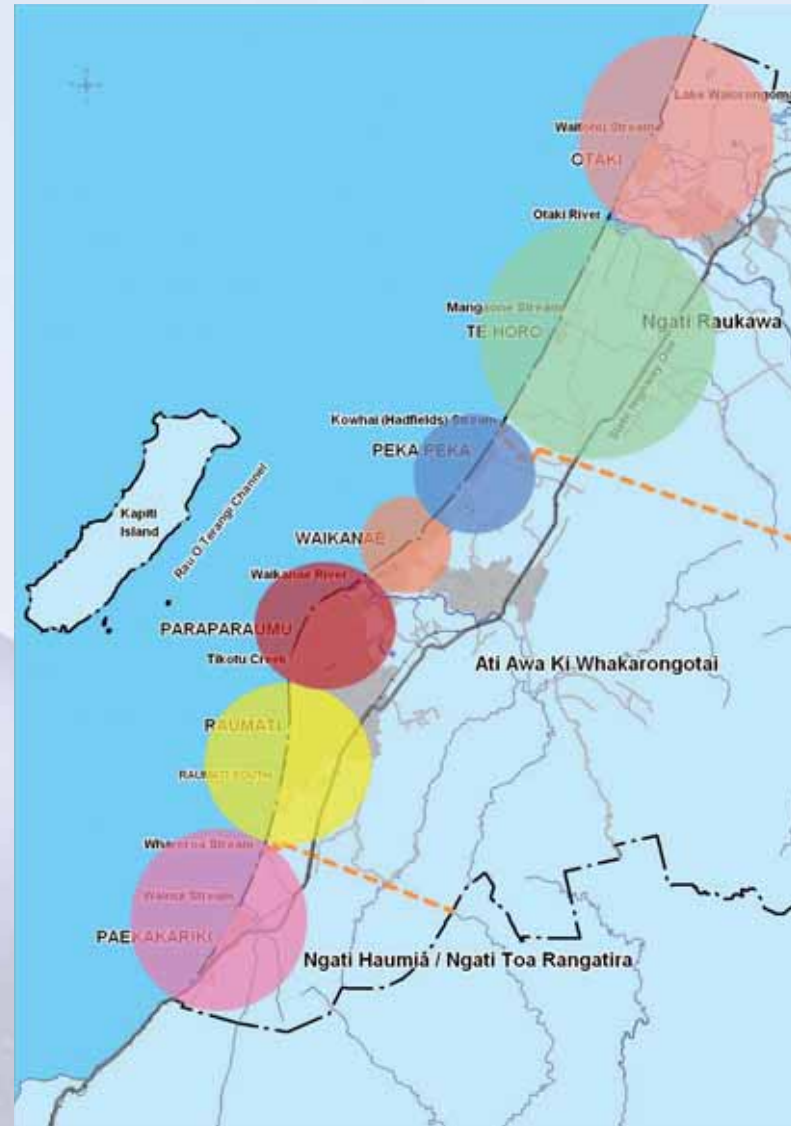 Lake Waiorongomai
Waitohu Stream
OTAKI
Otaki River
Mangaone Stream
TE HORO
Ngati Raukawa
State Highway One
Kowhai (Hadfields) Stream
PEKA PEKA
Kapiti
Island
Rau O Terangi Channel
WAIKANAE
Waikanae River
PARAPARAUMU
Tikotu Creek
Ati Awa Ki Whakarongotai
RAUMATI
RAUMATI SOUTH
Whareroa Stream
Wainui Stream
PAEKAKARIKI
Ngati Haumiā / Ngati Toa Rangatira